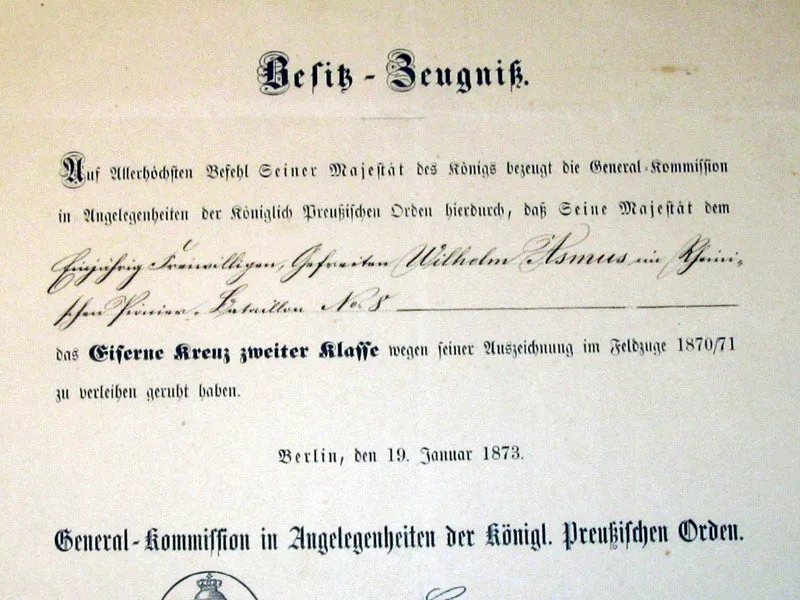 Besitz-Zeugniß.
Auf Allerhöchsten Befehl Seiner Majestät des Königs bezeugt die General-Kommission
in Angelegenheiten der Königlich Preußischen Orden hierdurch, daß Seine Majestät dem
Einjährig Freiwilligen, Gefreiten Wilhelm Asmus im Rheini-
schen Pionier-Bataillon No. 8
das Eiserne Kreuz zweiter Klasse wegen seiner Auszeichnung im Feldzuge 1870/71
zu verleihen geruht haben.
Berlin, den 19. Januar 1873.
General-Kommission in Angelegenheiten der Königl. Preußischen Orden.